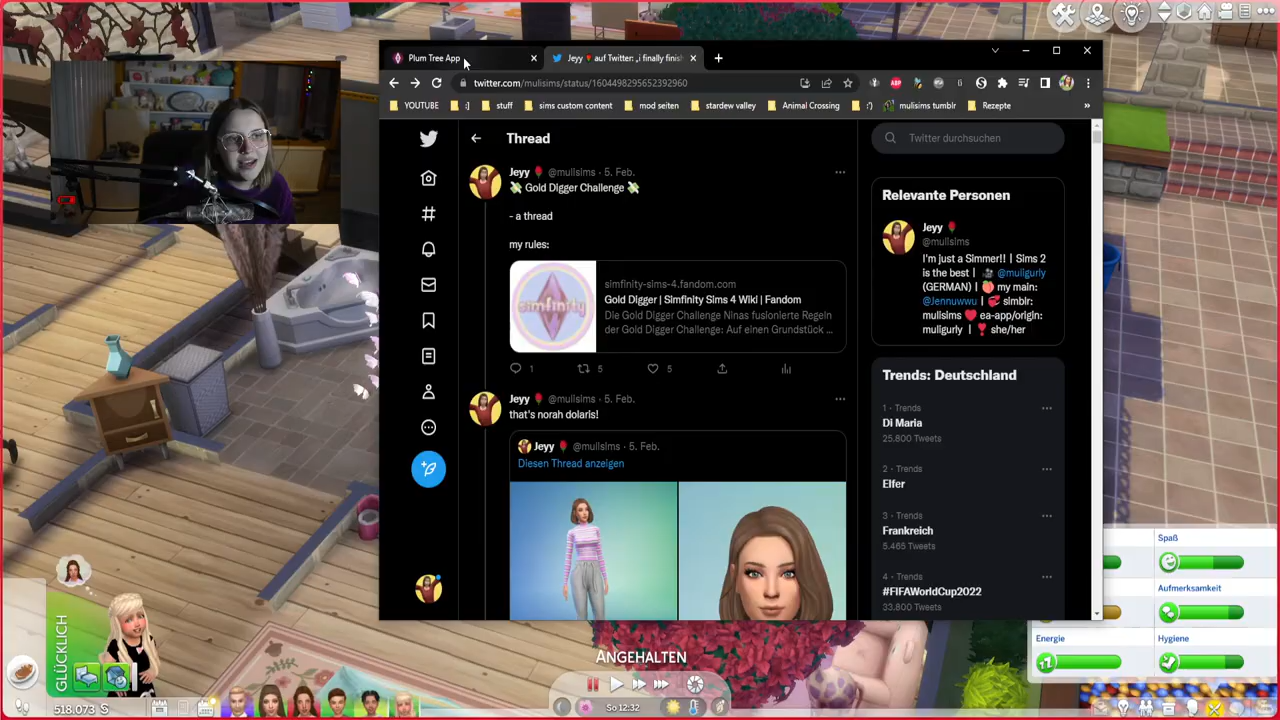 Plum Tree App
Jeyy 🌹 auf Twitter: „i finally finish
twitter.com/mulisims/status/1604498295652392960
YOUTUBE
:]
stuff
sims custom content
mod seiten
stardew valley
Animal Crossing
:')
mulisims tumblr
Rezepte
»
Thread
Twitter durchsuchen
Jeyy 🌹 @mulisims · 5. Feb.
💸 Gold Digger Challenge 💸
- a thread
my rules:
simfinity
simfinity-sims-4.fandom.com
Gold Digger | Simfinity Sims 4 Wiki | Fandom
Die Gold Digger Challenge Ninas fusionierte Regeln
der Gold Digger Challenge: Auf einen Grundstück ...
1
5
5
Jeyy 🌹 @mulisims · 5. Feb.
that's norah dolaris!
Jeyy 🌹 @mulisims · 5. Feb.
Diesen Thread anzeigen
Relevante Personen
Jeyy 🌹
@mulisims
I'm just a Simmer!! | Sims 2
is the best | 🎥 @muilgurly
(GERMAN) | 🍑 my main:
@Jennuwwu | 💞 simblr:
mulisims ♥ ea-app/origin:
muligurly | ❣ she/her
Trends: Deutschland
1 · Trends
Di Maria
25.800 Tweets
2 · Trends
Elfer
3 · Trends
Frankreich
5.465 Tweets
4 · Trends
#FIFAWorldCup2022
33.800 Tweets
Spaß
Aufmerksamkeit
Energie
Hygiene
GLÜCKLICH
ANGEHALTEN
518.073 S
So 12:32